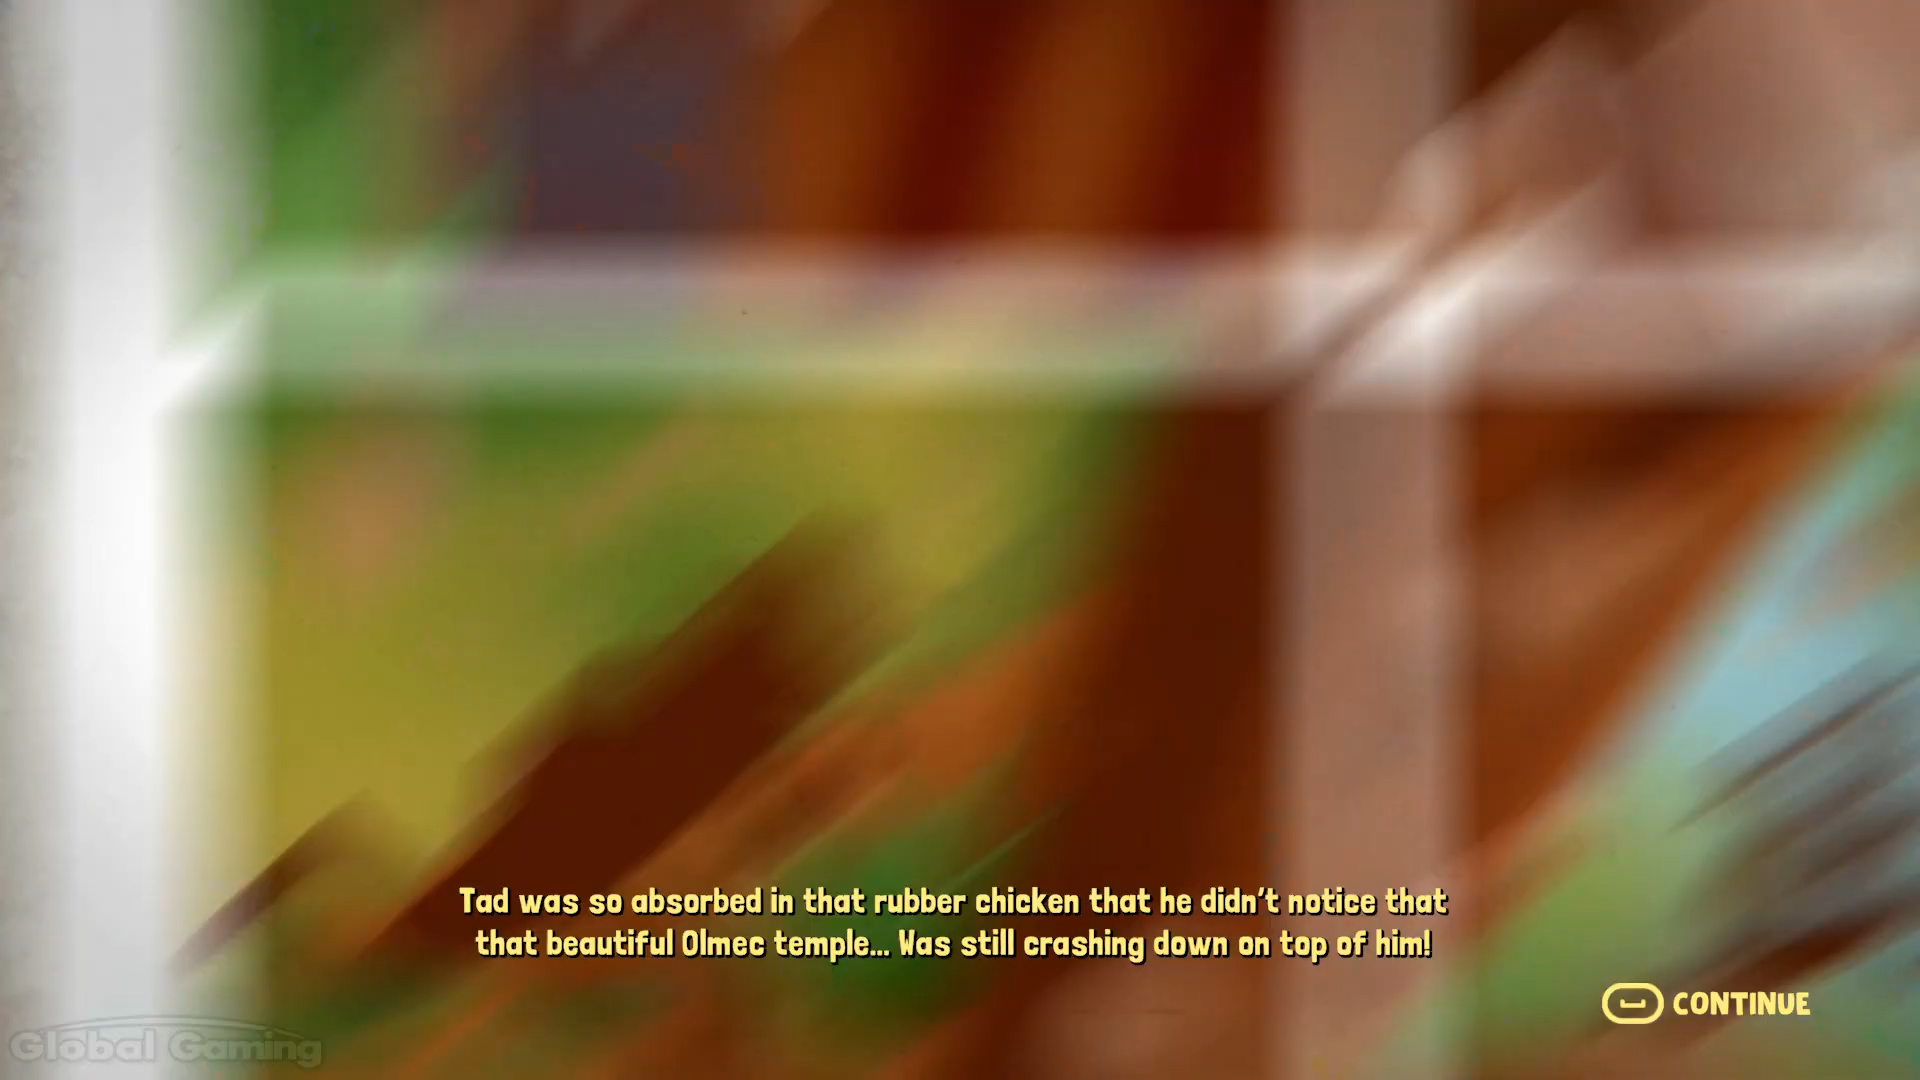 Tad was so absorbed in that rubber chicken that he didn't notice that
that beautiful Olmec temple... Was still crashing down on top of him!
CONTINUE
Global Gaming